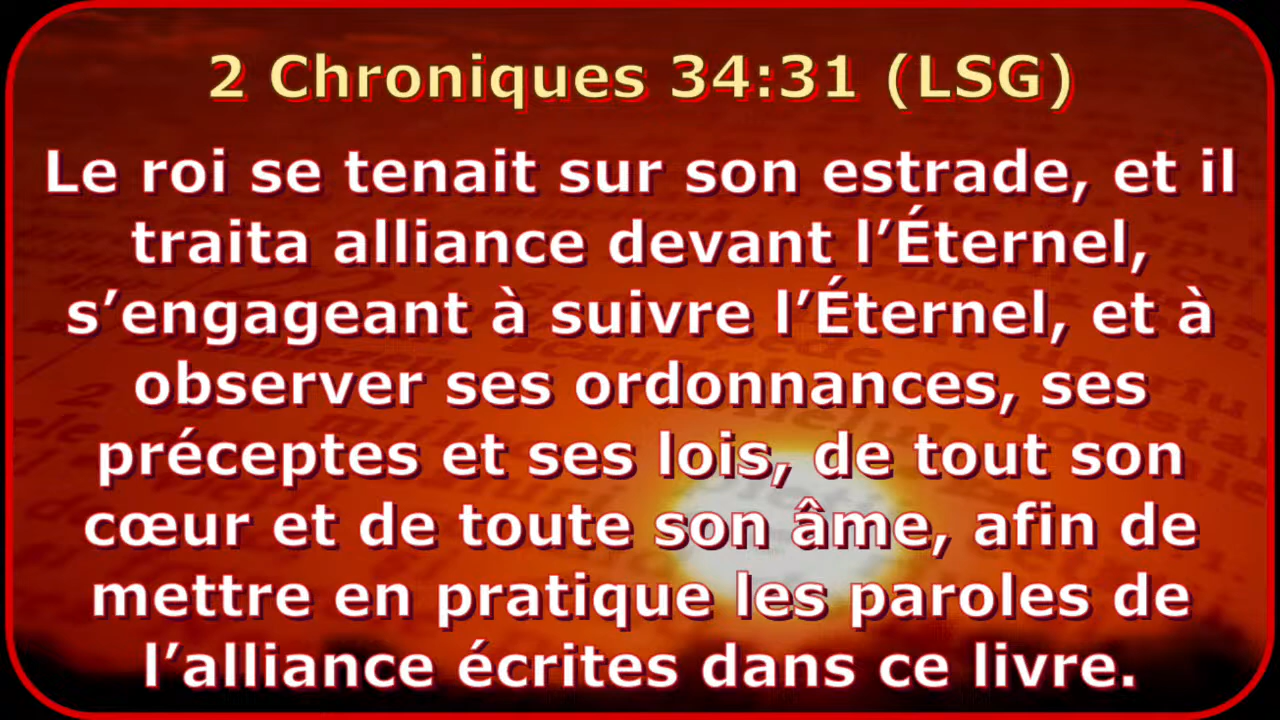 2 Chroniques 34:31 (LSG)
Le roi se tenait sur son estrade, et il
traita alliance devant l’Éternel,
s’engageant à suivre l’Éternel, et à
observer ses ordonnances, ses
préceptes et ses lois, de tout son
cœur et de toute son âme, afin de
mettre en pratique les paroles de
l’alliance écrites dans ce livre.